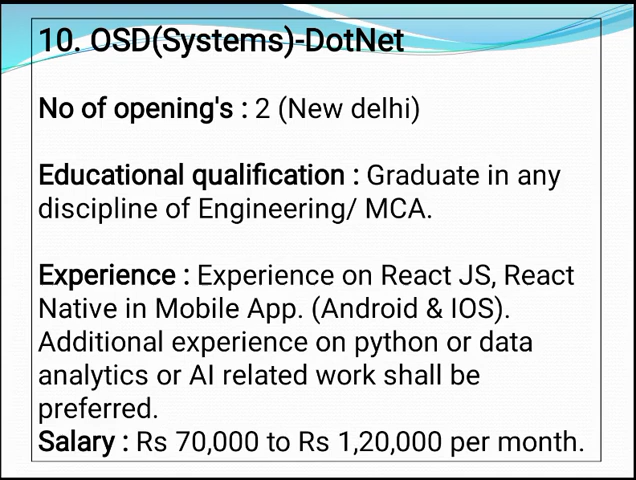 10. OSD(Systems)-DotNet
No of opening's : 2 (New delhi)
Educational qualification : Graduate in any
discipline of Engineering/ MCA.
Experience : Experience on React JS, React
Native in Mobile App. (Android & IOS).
Additional experience on python or data
analytics or AI related work shall be
preferred.
Salary : Rs 70,000 to Rs 1,20,000 per month.